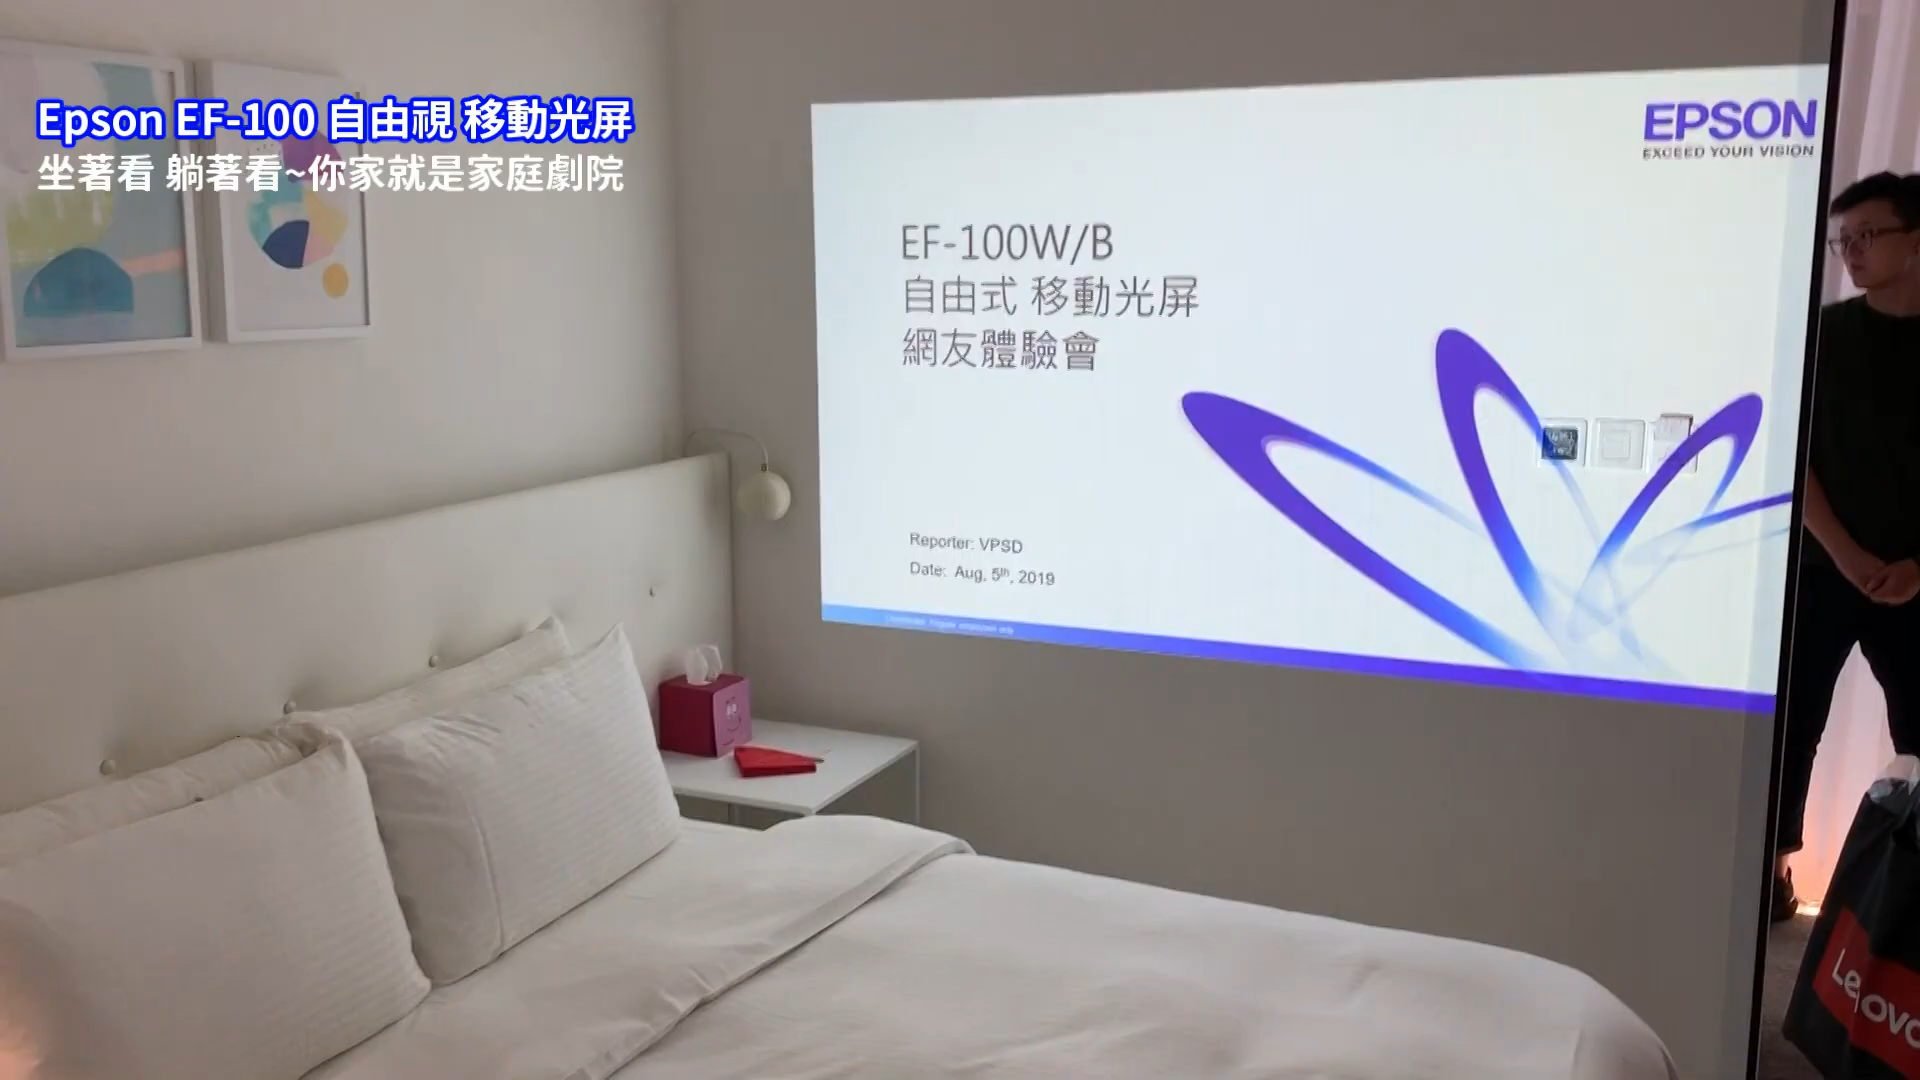 Epson EF-100 自由視 移動光屏
坐著看 躺著看~你家就是家庭劇院
EPSON
EXCEED YOUR VISION
EF-100W/B
自由式 移動光屏
網友體驗會
Reporter: VPSD
Date: Aug, 5th, 2019
Lenovo